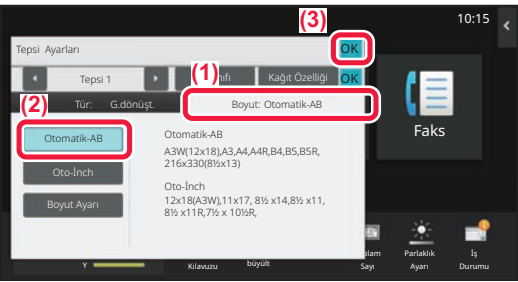 (3)
10:15
Tepsi Ayarları
OK
(1)
Tepsi 1
ıfı
Kağıt Özelliği
OK
(2)
Tür: G.dönüşt.
Boyut: Otomatik-AB
Otomatik-AB
Oto-İnch
Boyut Ayarı
Otomatik-AB
A3W(12x18),A3,A4,A4R,B4,B5,B5R,
216x330(8½x13)
Oto-İnch
12x18(A3W),11x17, 8½ x14,8½ x11,
8½ x11R,7½ x 10½R,
Faks
Y
Kılavuzu
büyült
plam
Sayı
Parlaklık
Ayarı
İş
Durumu